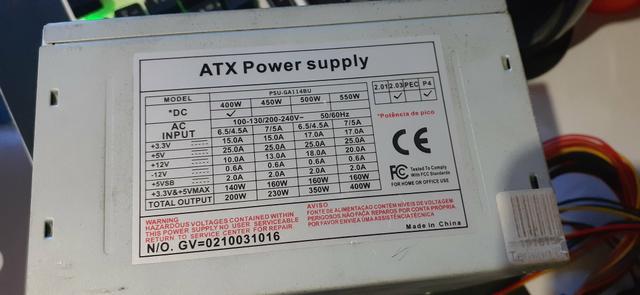 ATX Power supply
MODEL PSU-GA114BU
*DC 400W 450W 500W 550W
✓
AC INPUT 100-130/200-240V~ 50/60Hz
6.5/4.5A 7/5A 6.5/4.5A 7/5A
+3.3V 15.0A 15.0A 17.0A 17.0A
+5V 25.0A 25.0A 25.0A 25.0A
+12V 10.0A 13.0A 18.0A 20.0A
-12V 0.6A 0.6A 0.6A 0.6A
+5VSB 2.0A 2.0A 2.0A 2.0A
+3.3V&+5VMAX 140W 160W 160W 160W
TOTAL OUTPUT 200W 230W 350W 400W
2.01 2.03 PEC P4
✓ ✓
*Potência de pico
CE
FC Tested To Comply
With FCC Standards
FOR HOME OR OFFICE USE
WARNING
HAZARDOUS VOLTAGES CONTAINED WITHIN
THIS POWER SUPPLY NO USER SERVICEABLE
RETURN TO SERVICE CENTER FOR REPAIR
N/O. GV=0210031016
AVISO
FONTE DE ALIMENTAÇÃO CONTÉM NÍVEIS DE VOLTAGEM
PERIGOSOS NÃO FAÇA REPAROS POR CONTA PRÓPRIA.
POR FAVOR ENVIE A ASSISTÊNCIA TÉCNICA
Made in China